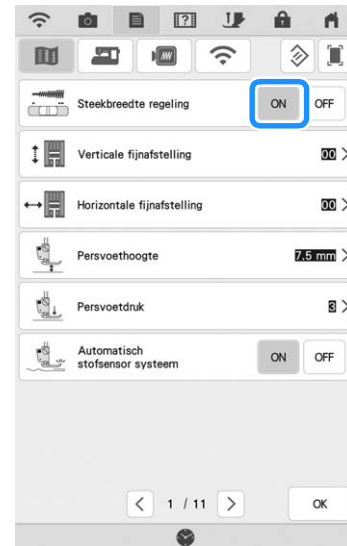 Steekbreedte regeling ON OFF
Verticale fijnafstelling 00
Horizontale fijnafstelling 00
Persvoethoogte 7.5 mm
Persvoetdruk 3
Automatisch
stofsensor systeem ON OFF
1 / 11
OK